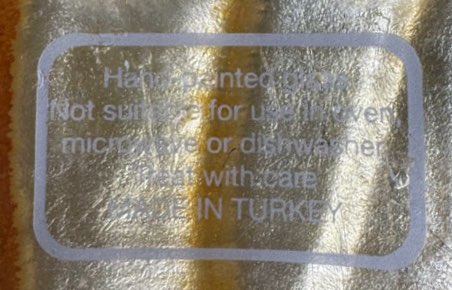 Hand painted glass
Not suitable for use in oven
microwave or dishwasher
Treat with care
MADE IN TURKEY